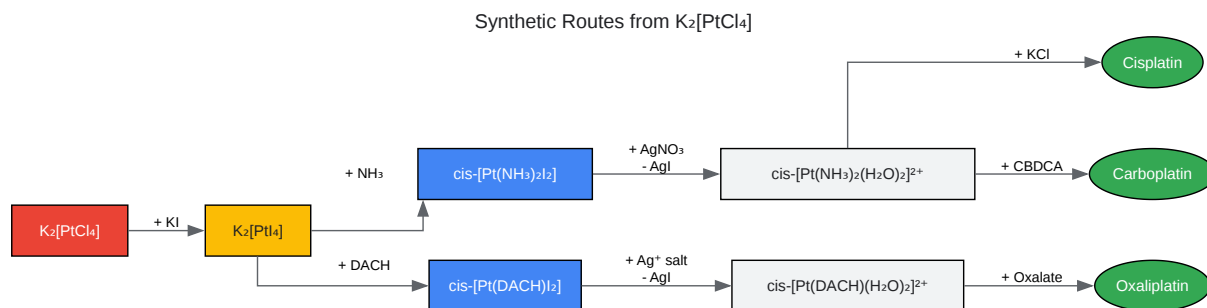 Synthetic Routes from K₂[PtCl₄]
+ KCl
Cisplatin
+ NH₃
cis-[Pt(NH₃)₂I₂]
+ AgNO₃
- AgI
cis-[Pt(NH₃)₂(H₂O)₂]²⁺
+ CBDCA
Carboplatin
K₂[PtCl₄]
+ KI
K₂[PtI₄]
+ DACH
cis-[Pt(DACH)I₂]
+ Ag⁺ salt
- AgI
cis-[Pt(DACH)(H₂O)₂]²⁺
+ Oxalate
Oxaliplatin